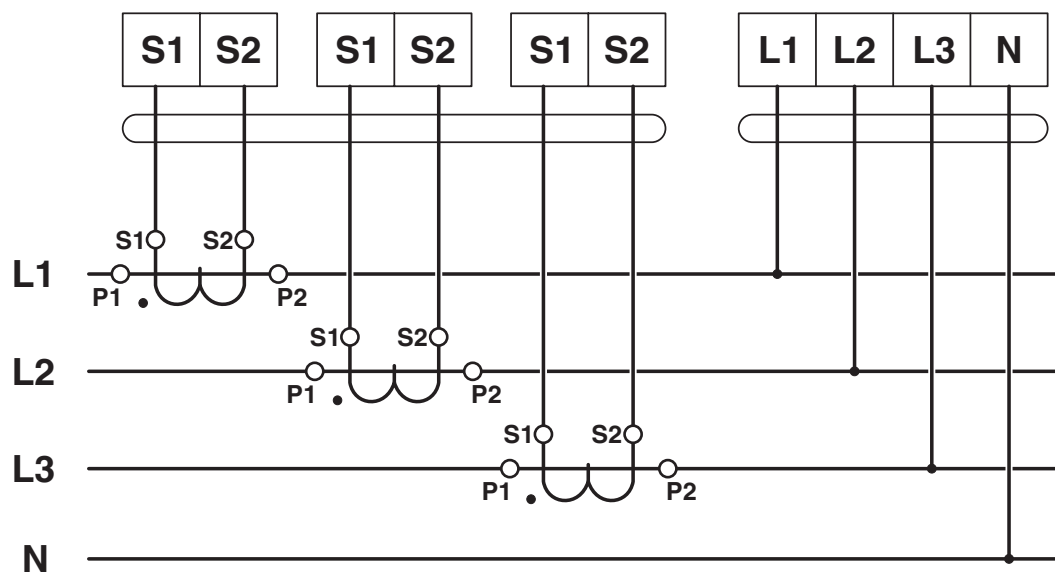 S1 S2 S1 S2 S1 S2 L1 L2 L3 N
S1 S2
L1
P1 P2
S1 S2
L2
P1 P2
S1 S2
L3
P1 P2
N